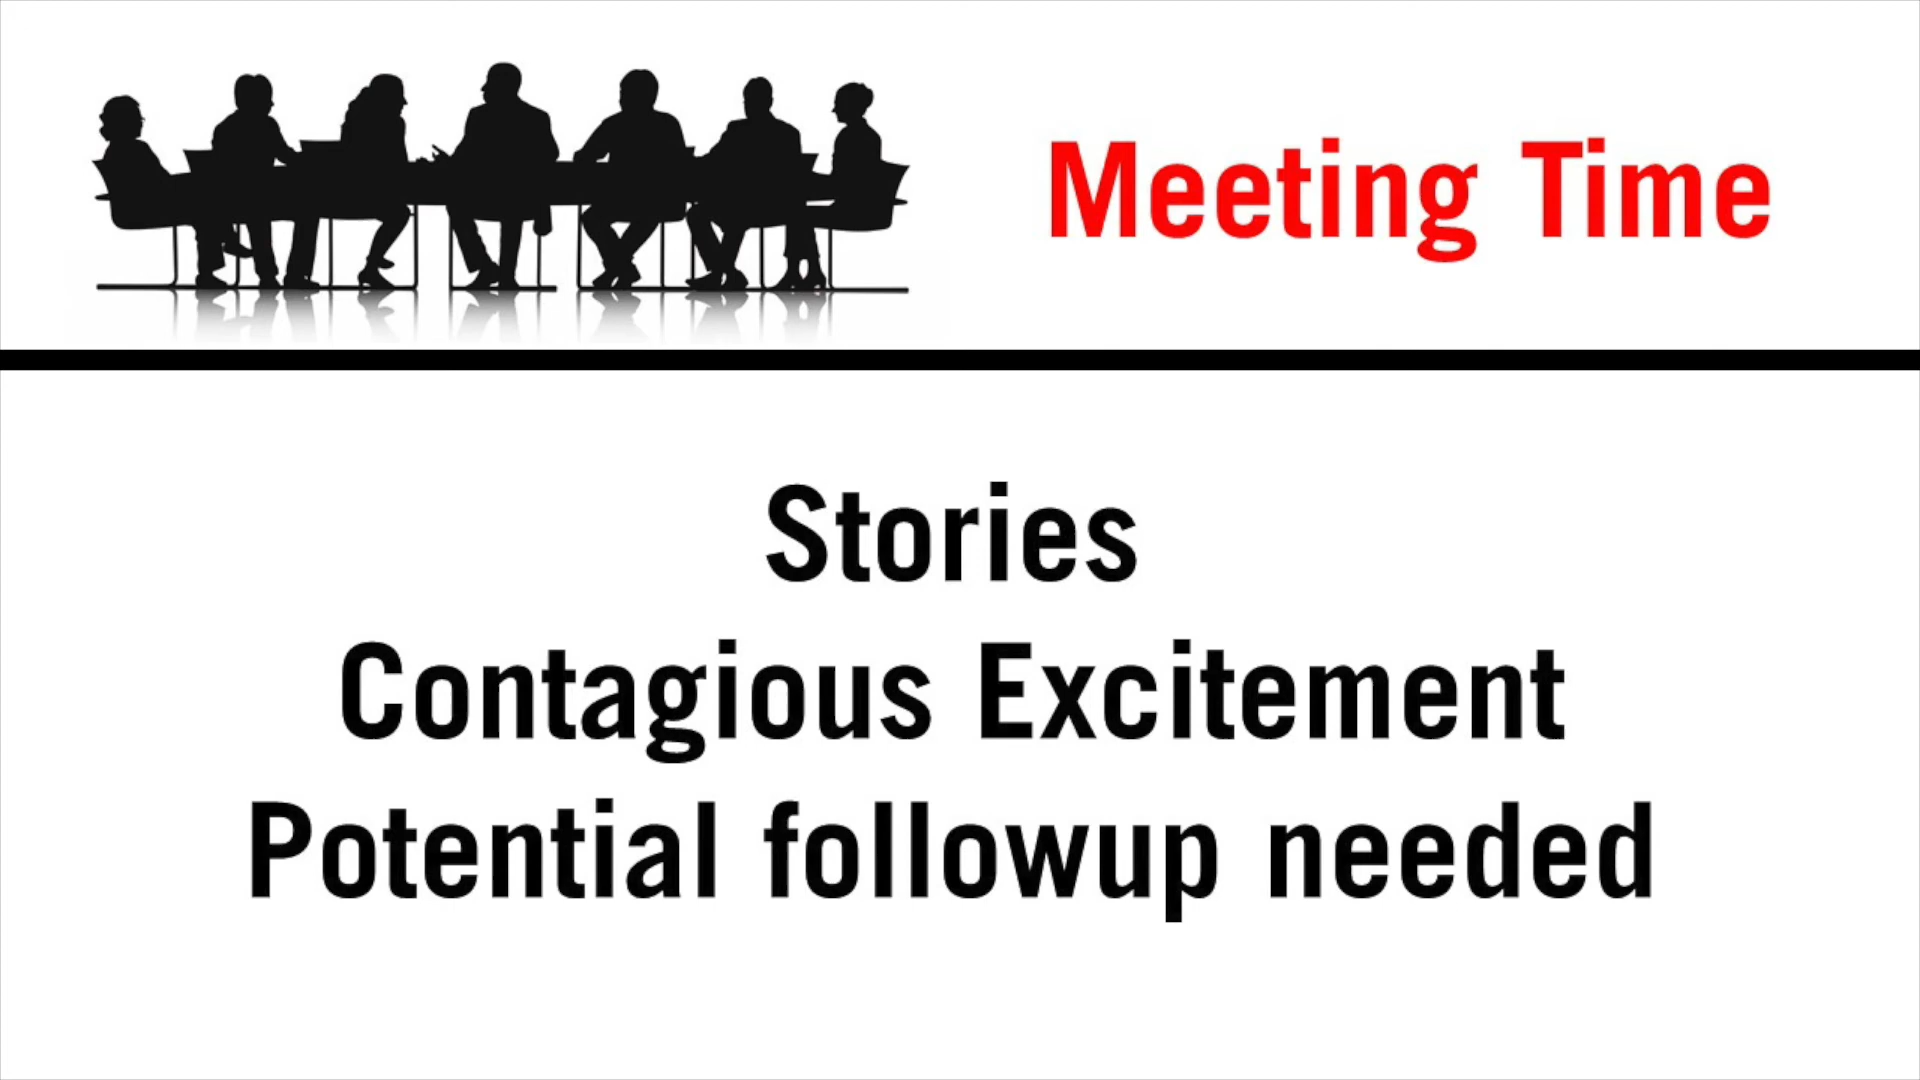 Meeting Time
Stories
Contagious Excitement
Potential followup needed